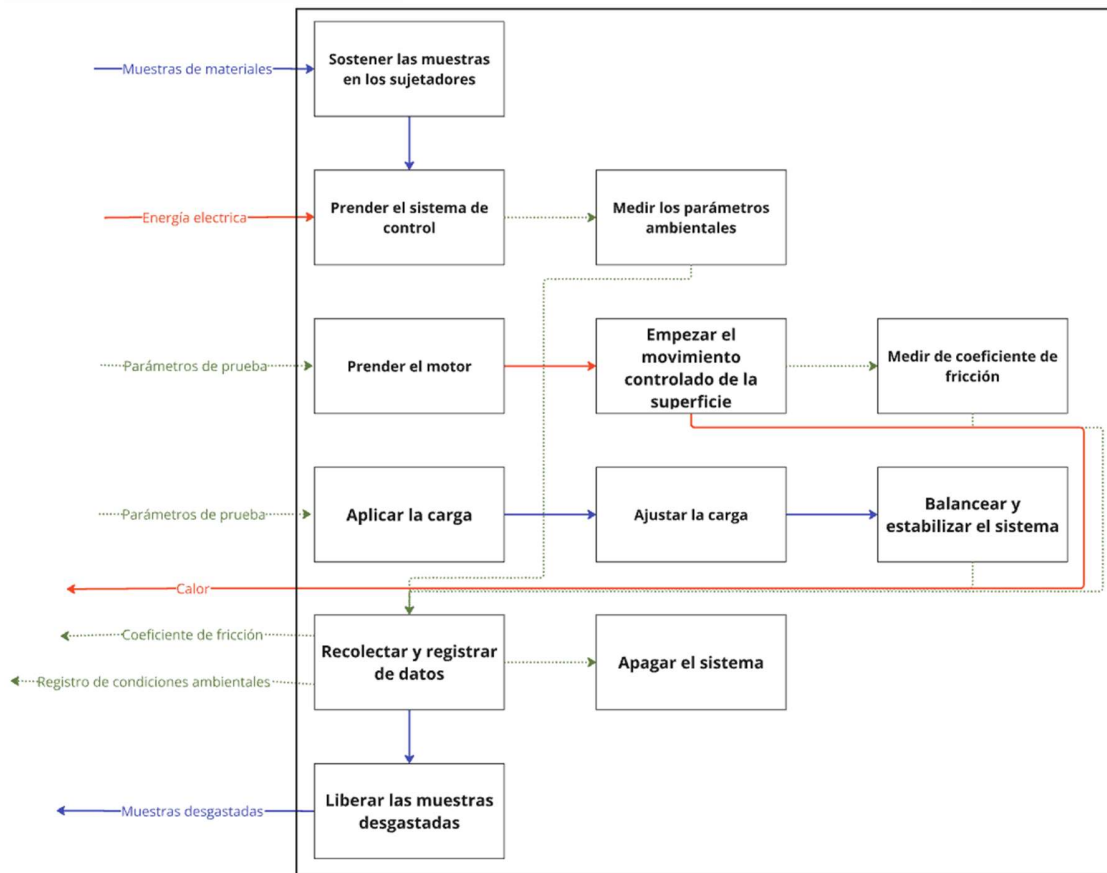 Sostener las muestras
en los sujetadores
Muestras de materiales
Energía electrica
Prender el sistema de
control
Medir los parámetros
ambientales
Parámetros de prueba
Prender el motor
Empezar el
movimiento
controlado de la
superficie
Medir de coeficiente de
fricción
Parámetros de prueba
Aplicar la carga
Ajustar la carga
Balancear y
estabilizar el sistema
Calor
Coeficiente de fricción
Registro de condiciones ambientales
Recolectar y registrar
de datos
Apagar el sistema
Muestras desgastadas
Liberar las muestras
desgastadas